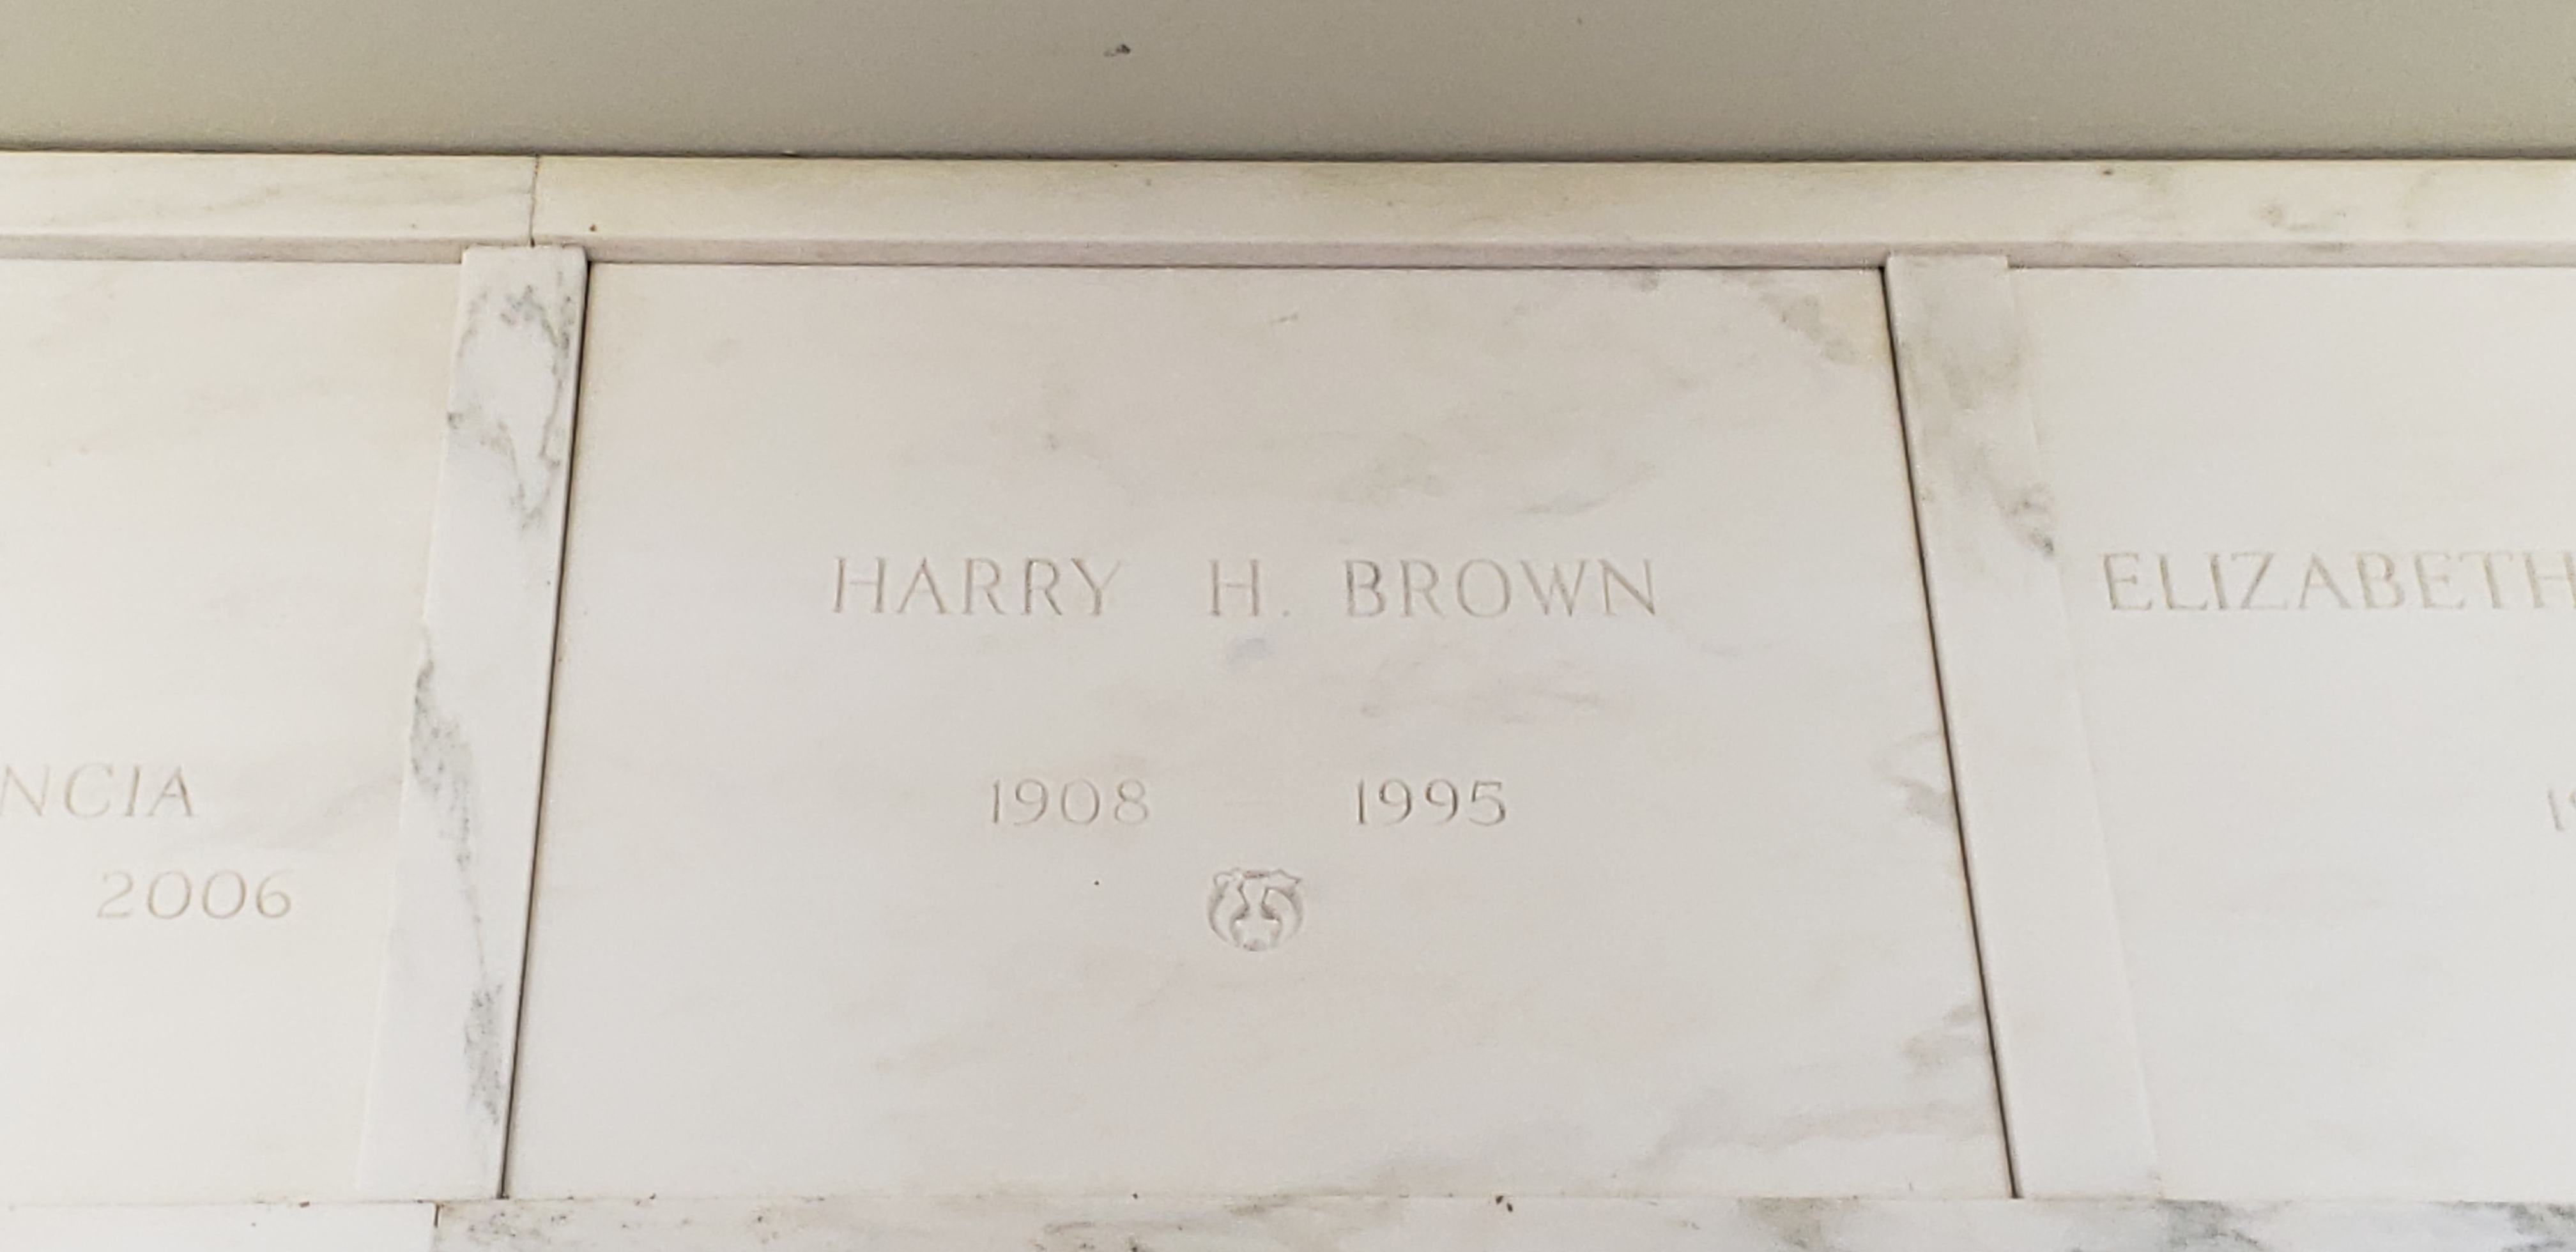 NCIA
2006
HARRY H. BROWN
1908 1995
ELIZABETH